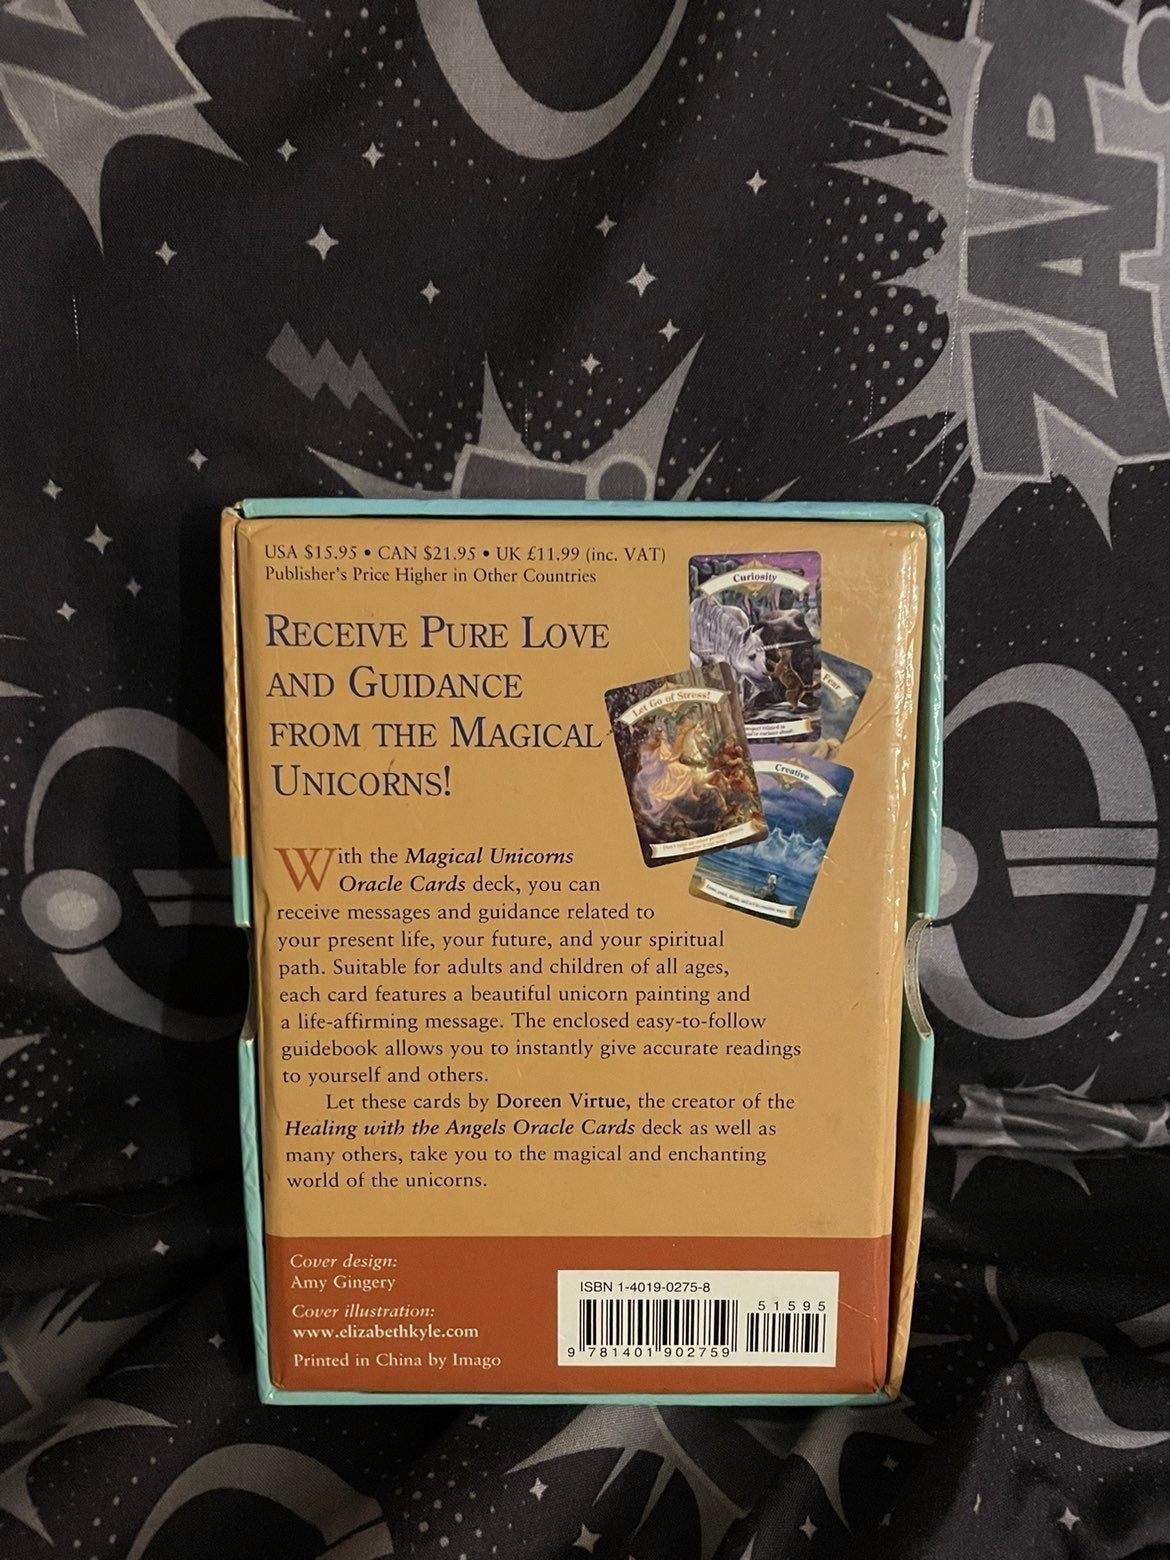 ZAP!
USA $15.95 • CAN $21.95 • UK £11.99 (inc. VAT)
Publisher's Price Higher in Other Countries
RECEIVE PURE LOVE
AND GUIDANCE
FROM THE MAGICAL
UNICORNS!
Curiosity
Year
Let Go of Stress!
Creative
With the Magical Unicorns
Oracle Cards deck, you can
receive messages and guidance related to
your present life, your future, and your spiritual
path. Suitable for adults and children of all ages,
each card features a beautiful unicorn painting and
a life-affirming message. The enclosed easy-to-follow
guidebook allows you to instantly give accurate readings
to yourself and others.
Let these cards by Doreen Virtue, the creator of the
Healing with the Angels Oracle Cards deck as well as
many others, take you to the magical and enchanting
world of the unicorns.
Cover design:
Amy Gingery
Cover illustration:
www.elizabethkyle.com
Printed in China by Imago
ISBN 1-4019-0275-8
51595
9 781401 902759